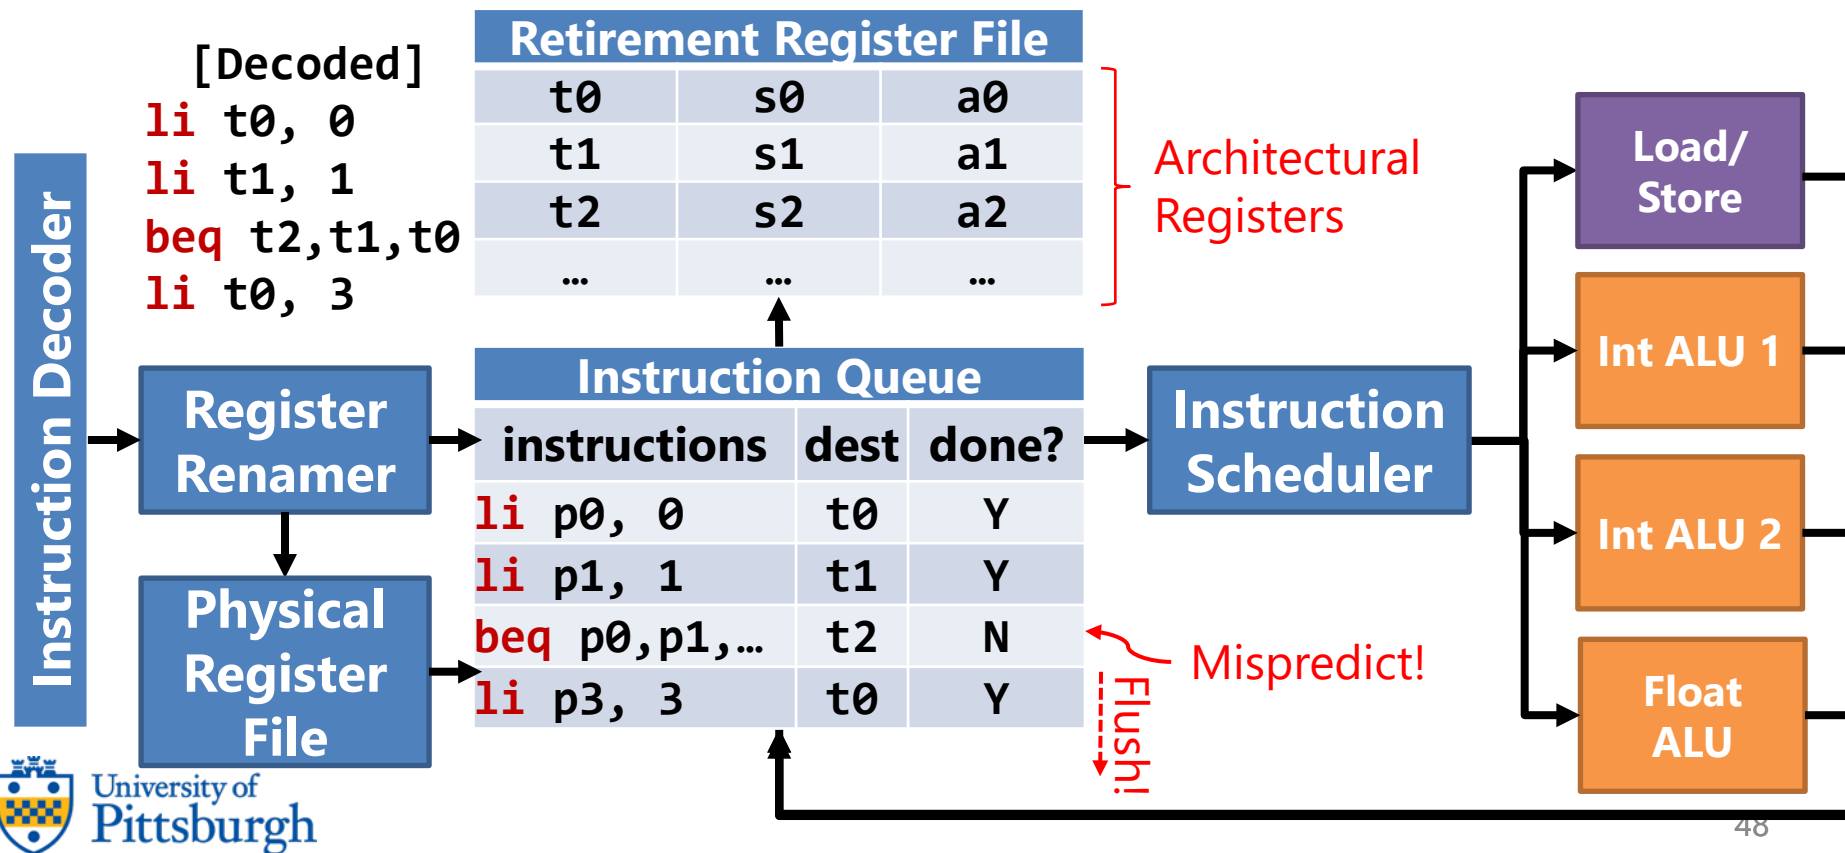 [Decoded]
li t0, 0
li t1, 1
beq t2,t1,t0
li t0, 3
Instruction Decoder
Register
Renamer
Physical
Register
File
Retirement Register File
t0 s0 a0
t1 s1 a1
t2 s2 a2
… … …
Architectural
Registers
Instruction Queue
instructions dest done?
li p0, 0 t0 Y
li p1, 1 t1 Y
beq p0,p1,… t2 N
li p3, 3 t0 Y
Mispredict!
Flush!
Instruction
Scheduler
Load/
Store
Int ALU 1
Int ALU 2
Float
ALU
University of
Pittsburgh
48